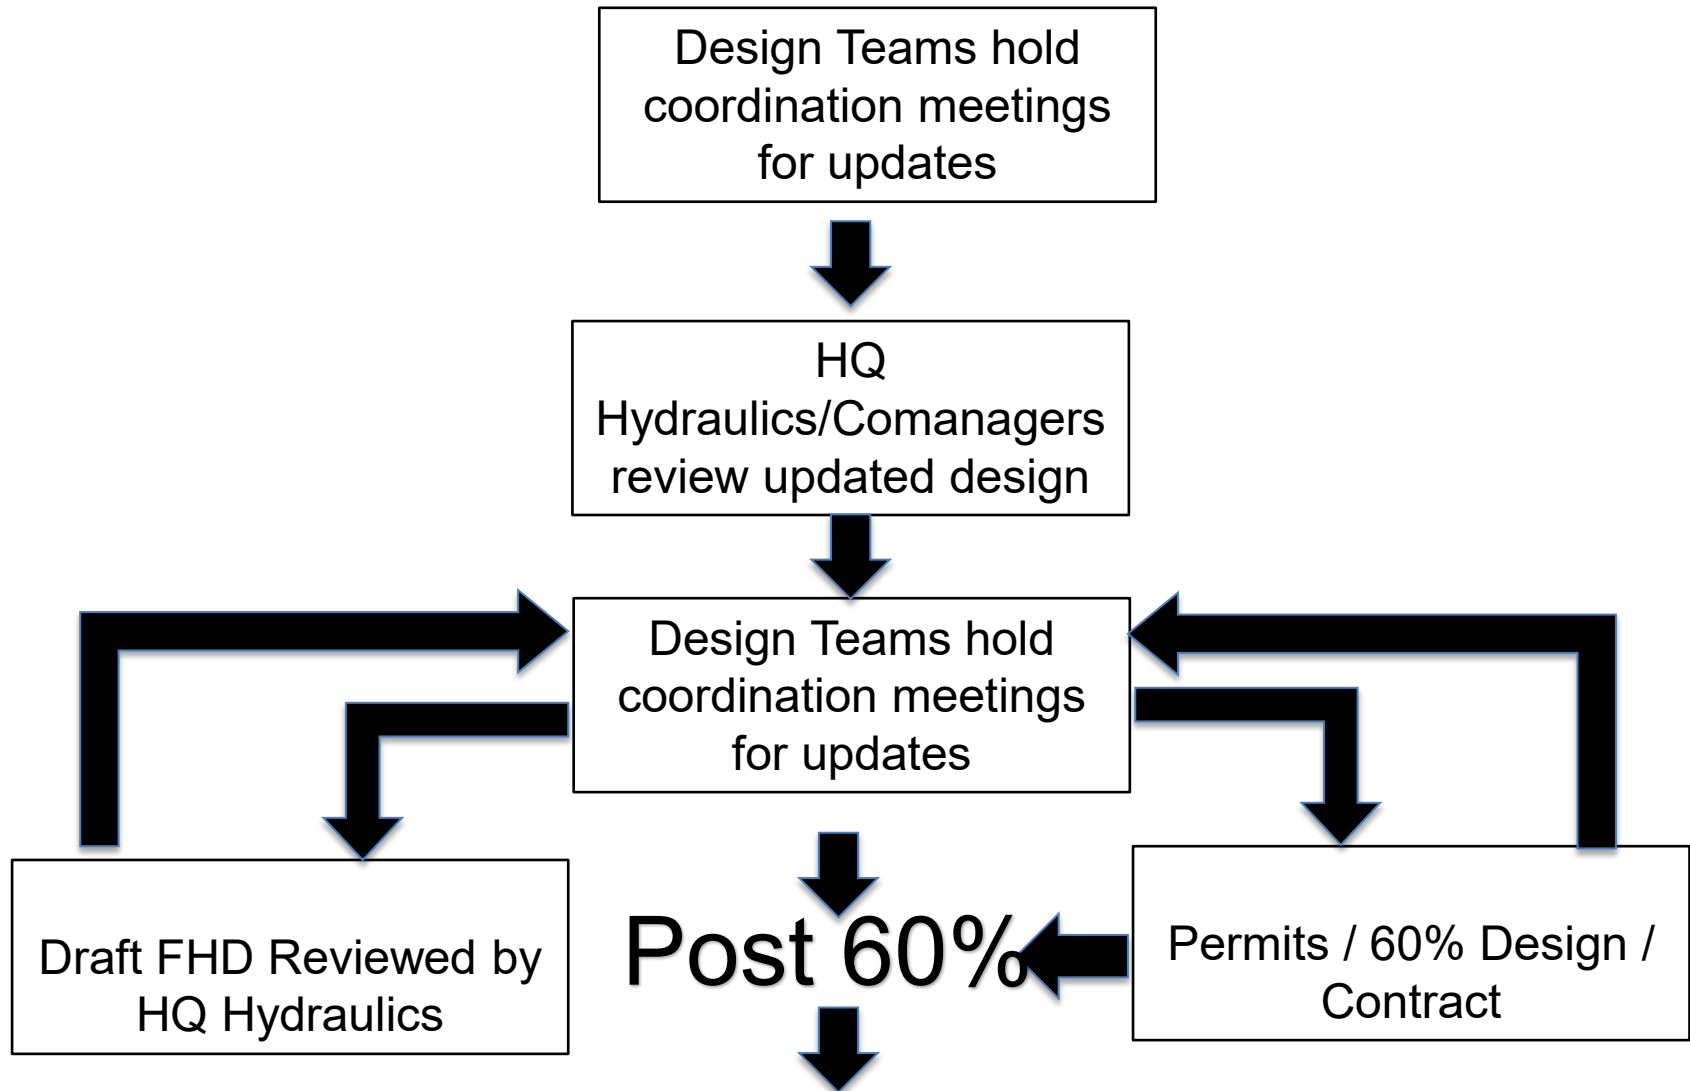 Design Teams hold
coordination meetings
for updates
HQ
Hydraulics/Comanagers
review updated design
Design Teams hold
coordination meetings
for updates
Draft FHD Reviewed by
HQ Hydraulics
Post 60%
Permits / 60% Design /
Contract